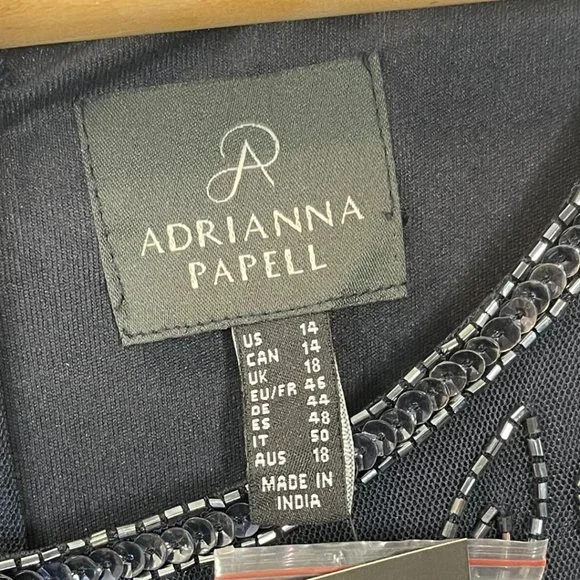 ADRIANNA
PAPELL
US 14
CAN 14
UK 18
EU/FR 46
DE 44
ES 48
IT 50
AUS 18
MADE IN
INDIA